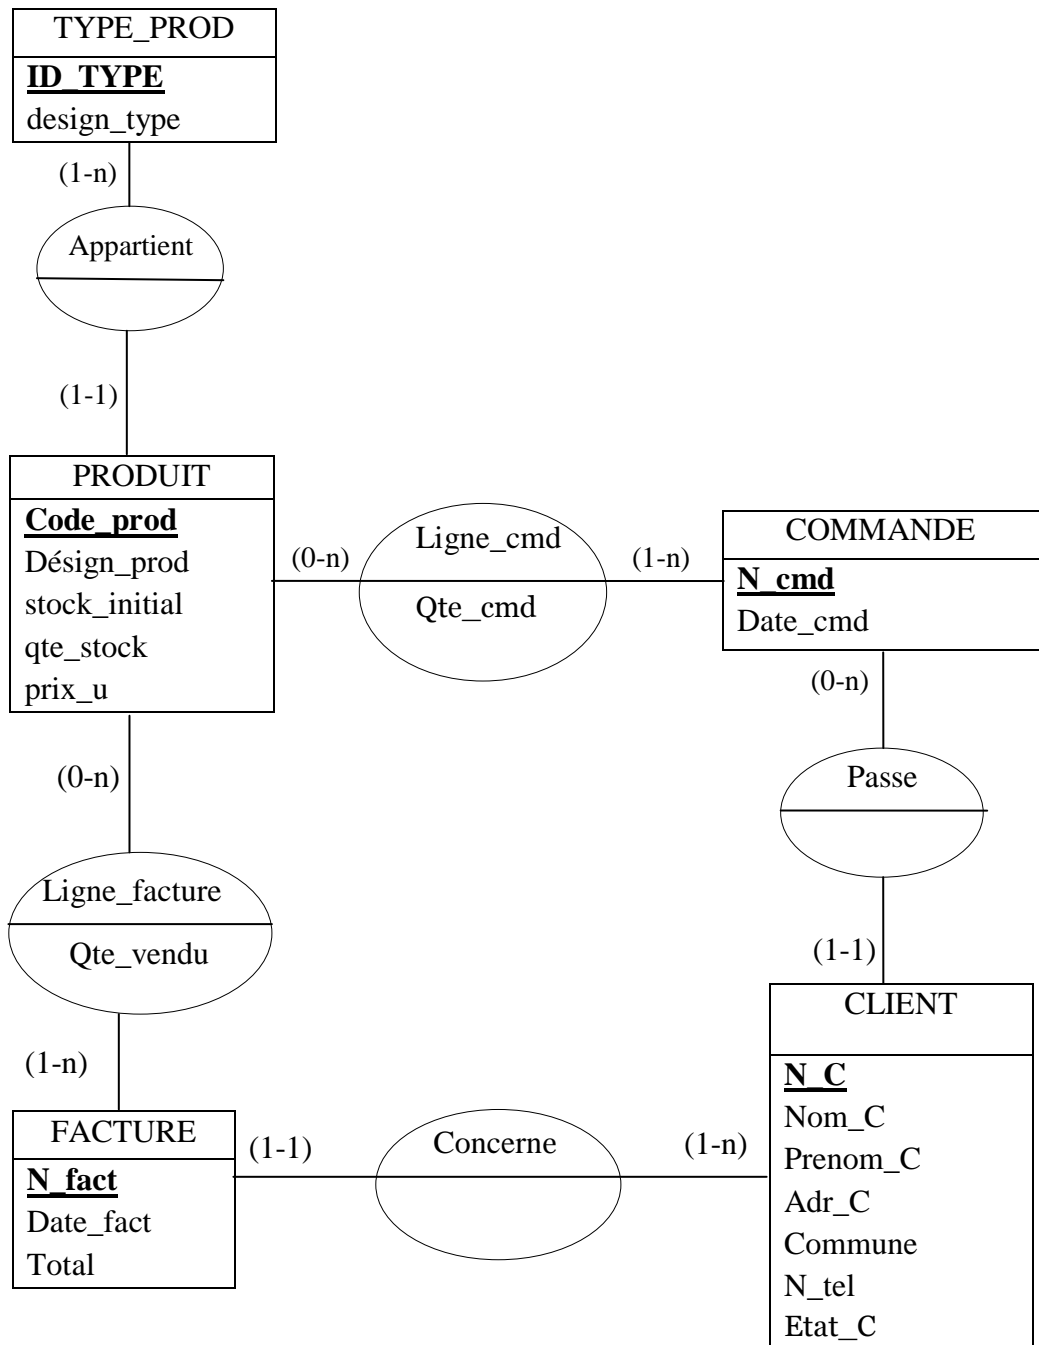 TYPE_PROD
ID_TYPE
design_type
(1-n)
Appartient
(1-1)
PRODUIT
Code_prod
Désign_prod
stock_initial
qte_stock
prix_u
(0-n)
Ligne_cmd
Qte_cmd
(1-n)
COMMANDE
N_cmd
Date_cmd
(0-n)
Passe
(1-1)
(0-n)
Ligne_facture
Qte_vendu
(1-n)
FACTURE
N_fact
Date_fact
Total
(1-1)
Concerne
(1-n)
CLIENT
N_C
Nom_C
Prenom_C
Adr_C
Commune
N_tel
Etat_C